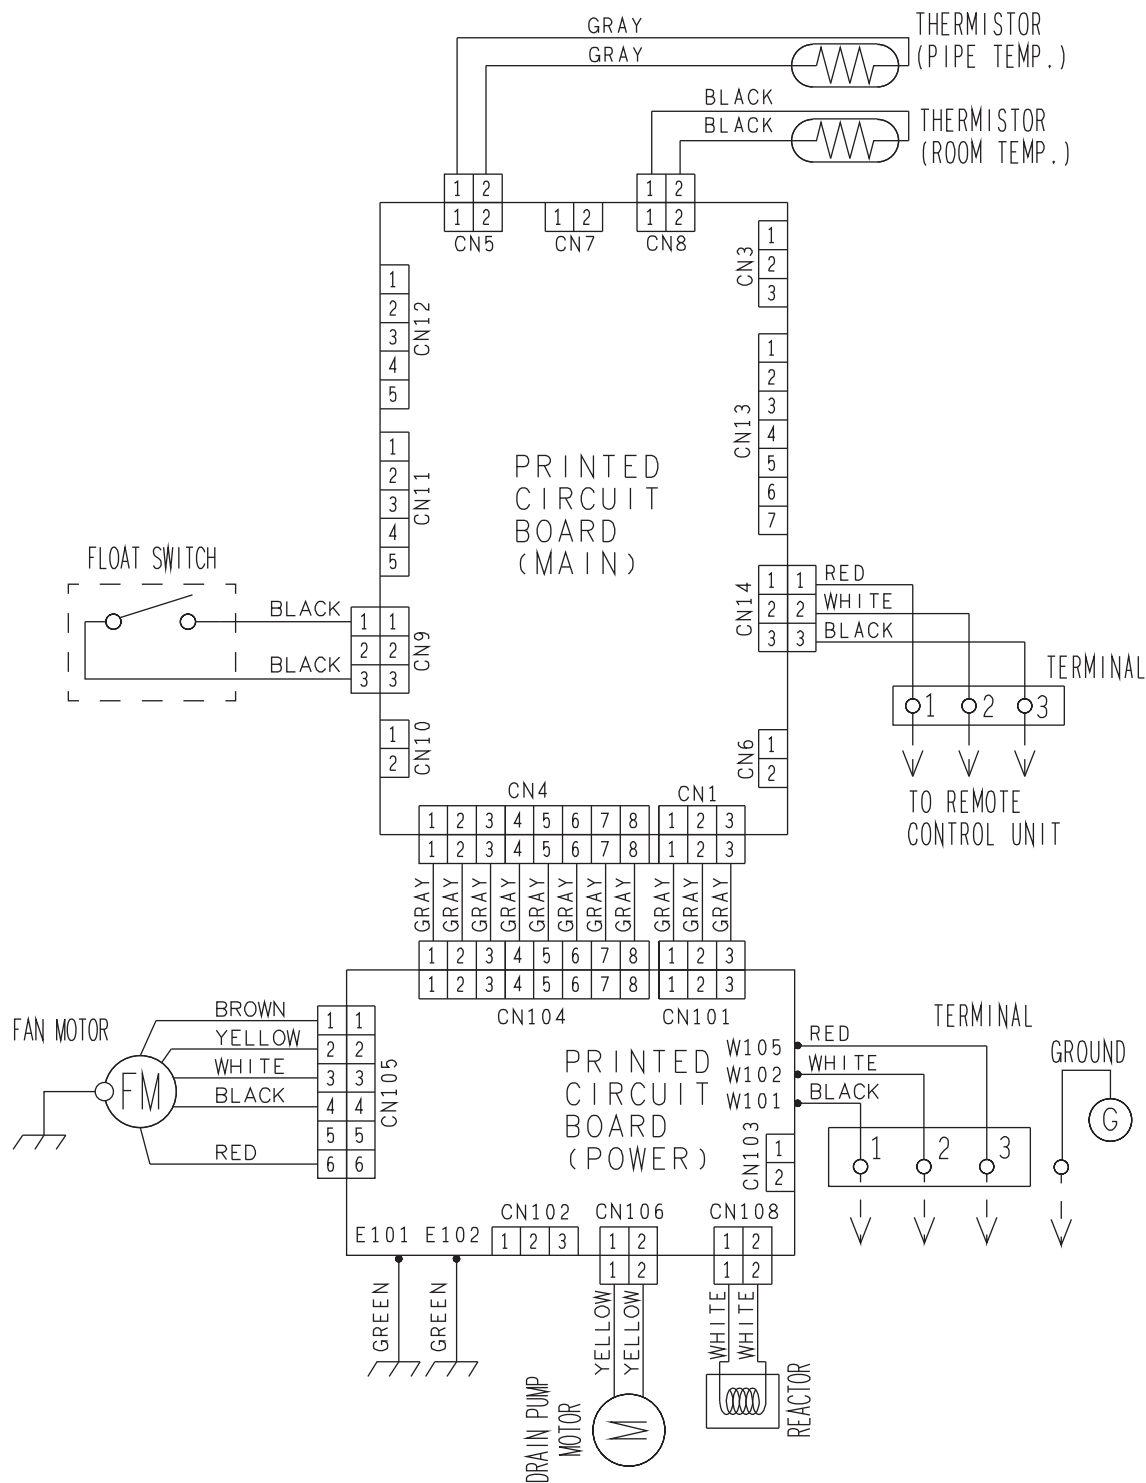 GRAY
THERMISTOR
(PIPE TEMP.)
GRAY
BLACK
THERMISTOR
(ROOM TEMP.)
BLACK
1 2
1 2
CN5
1 2
CN7
1 2
1 2
CN8
1
2
3
CN3
1
2
3
4
5
CN12
1
2
3
4
5
6
7
CN13
1
2
3
4
5
CN11
PRINTED
CIRCUIT
BOARD
(MAIN)
FLOAT SWITCH
BLACK
BLACK
1 1
2 2
3 3
CN9
1 1
2 2
3 3
CN14
RED
WHITE
BLACK
TERMINAL
1 2 3
TO REMOTE
CONTROL UNIT
1
2
CN10
1
2
CN6
CN4
CN1
1 2 3 4 5 6 7 8
1 2 3
1 2 3 4 5 6 7 8
1 2 3
GRAY
GRAY
GRAY
GRAY
GRAY
GRAY
GRAY
GRAY
GRAY
GRAY
GRAY
1 2 3 4 5 6 7 8
1 2 3
1 2 3 4 5 6 7 8
1 2 3
CN104
CN101
FAN MOTOR
FM
BROWN
YELLOW
WHITE
BLACK
RED
1 1
2 2
3 3
4 4
5 5
6 6
CN105
PRINTED
CIRCUIT
BOARD
(POWER)
W105
W102
W101
RED
WHITE
BLACK
TERMINAL
GROUND
G
1 2 3
CN103
1
2
E101
E102
CN102
1 2 3
CN106
1 2
1 2
CN108
1 2
1 2
GREEN
GREEN
YELLOW
YELLOW
WHITE
WHITE
DRAIN PUMP
MOTOR
M
REACTOR